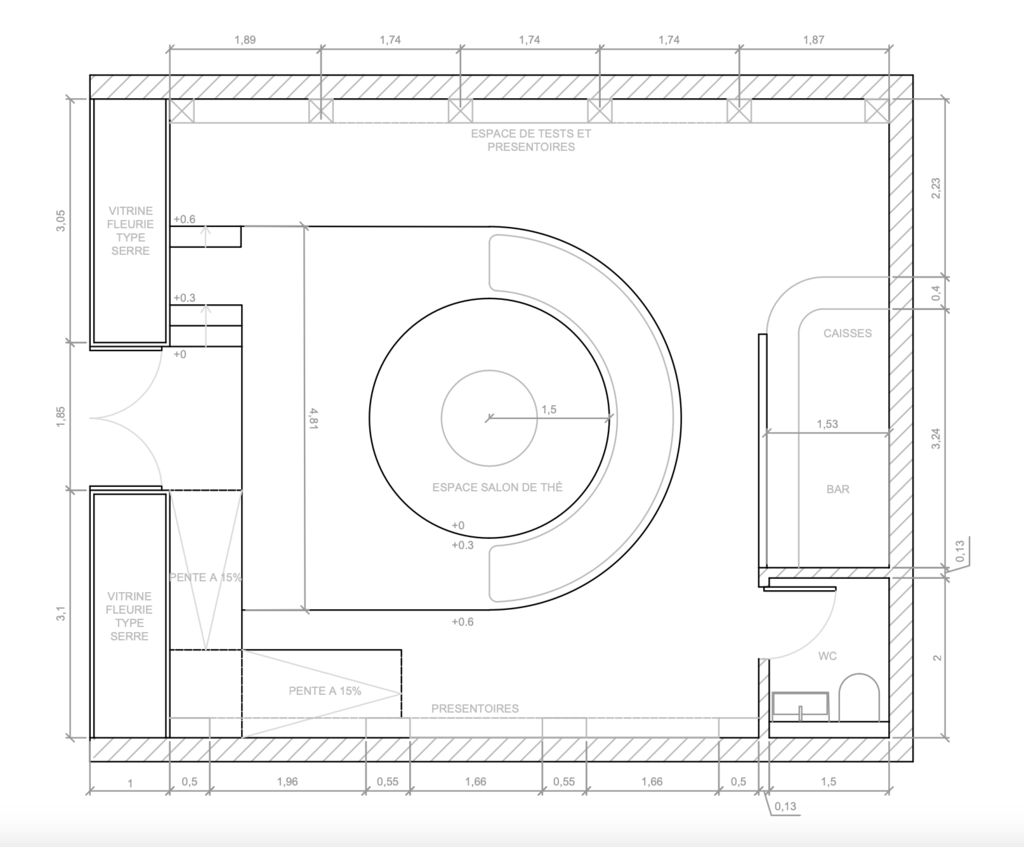 1,89
1,74
1,74
1,74
1,87
ESPACE DE TESTS ET
PRESENTOIRES
2,23
3,05
VITRINE
FLEURIE
TYPE
SERRE
+0.6
+0.3
+0
0,4
CAISSES
1,85
4,81
1,5
1,53
3,24
ESPACE SALON DE THÉ
BAR
+0
+0.3
0,13
PENTE A 15%
VITRINE
FLEURIE
TYPE
SERRE
3,1
+0.6
WC
2
PENTE A 15%
PRESENTOIRES
1
0,5
1,96
0,55
1,66
0,55
1,66
0,5
1,5
0,13